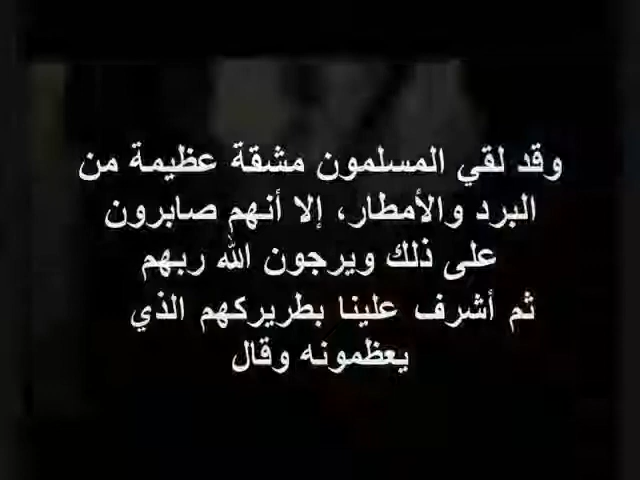 وقد لقي المسلمون مشقة عظيمة من
البرد والأمطار، إلا أنهم صابرون
على ذلك ويرجون الله ربهم
ثم أشرف علينا بطريركهم الذي
يعظمونه وقال